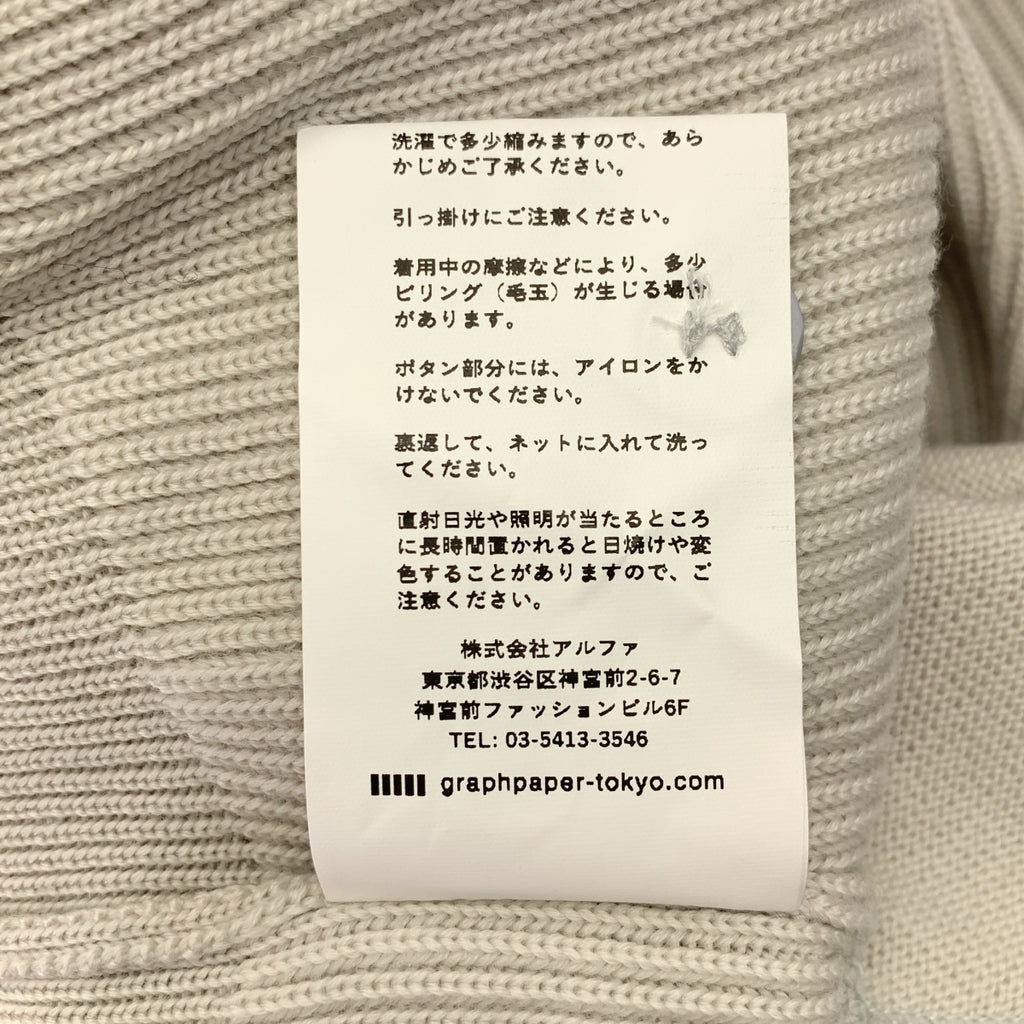 洗濯で多少縮みますので、あら
かじめご了承ください。
引っ掛けにご注意ください。
着用中の摩擦などにより、多少
ピリング（毛玉）が生じる場合
があります。
ボタン部分には、アイロンをか
けないでください。
裏返して、ネットに入れて洗っ
てください。
直射日光や照明が当たるところ
に長時間置かれると日焼けや変
色することがありますので、ご
注意ください。
株式会社アルファ
東京都渋谷区神宮前2-6-7
神宮前ファッションビル6F
TEL: 03-5413-3546
graphpaper-tokyo.com